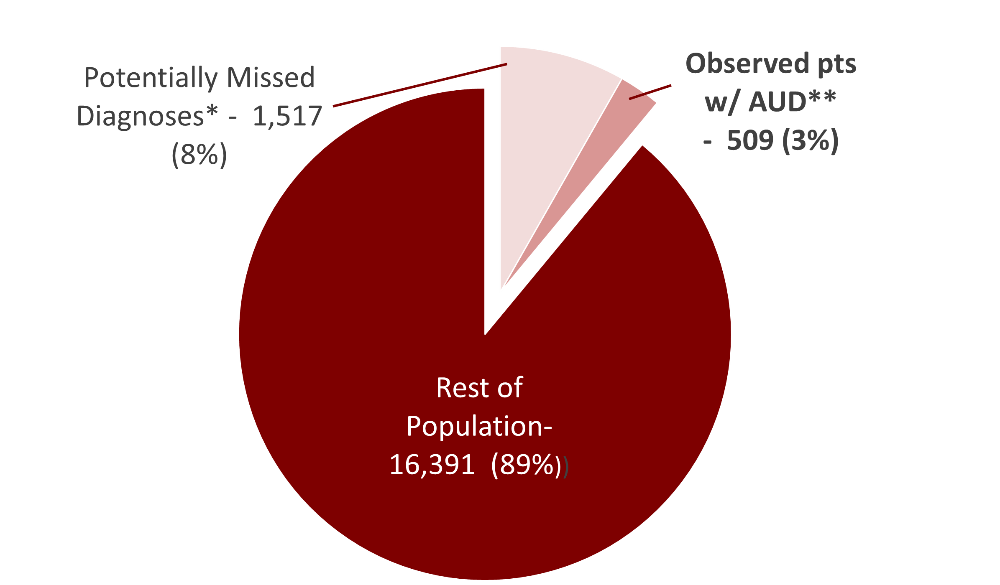 Potentially Missed
Diagnoses* -  1,517
(8%)
Observed pts
w/ AUD**
-  509 (3%)
Rest of
Population-
16,391  (89%))